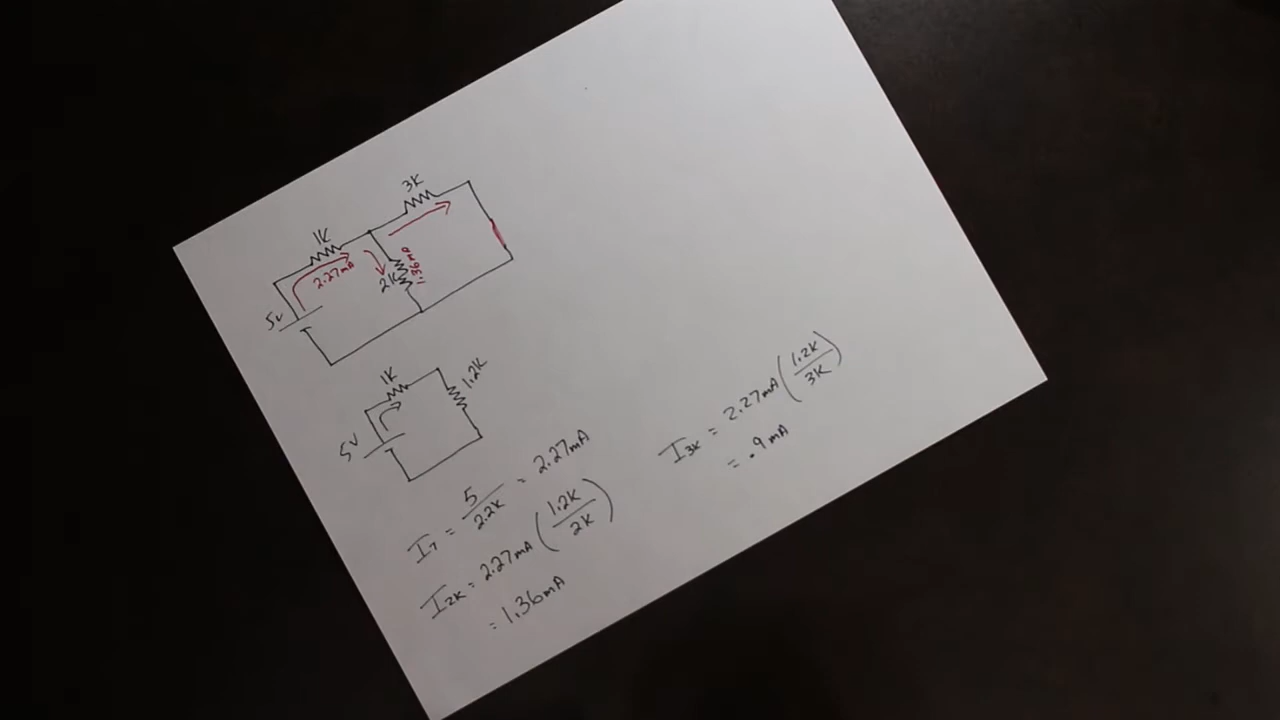 3K
1K
2.27mA
2K
1.36mA
5V
1K
1.2K
5V
I₇ = 5/2.2K = 2.27mA
I2K = 2.27mA (1.2K/2K)
= 1.36mA
I3K = 2.27mA (1.2K/3K)
= .9mA